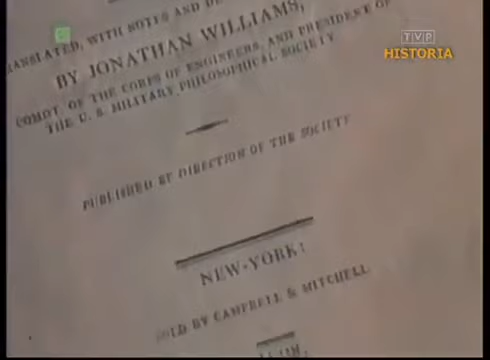 TRANSLATED, WITH NOTES AND
BY JONATHAN WILLIAMS,
COMDT. OF THE CORPS OF ENGINEERS, AND PRESIDENT OF
THE U. S. MILITARY PHILOSOPHICAL SOCIETY
PUBLISHED BY DIRECTION OF THE SOCIETY
NEW-YORK:
SOLD BY CAMPBELL & MITCHELL
TVP
HISTORIA